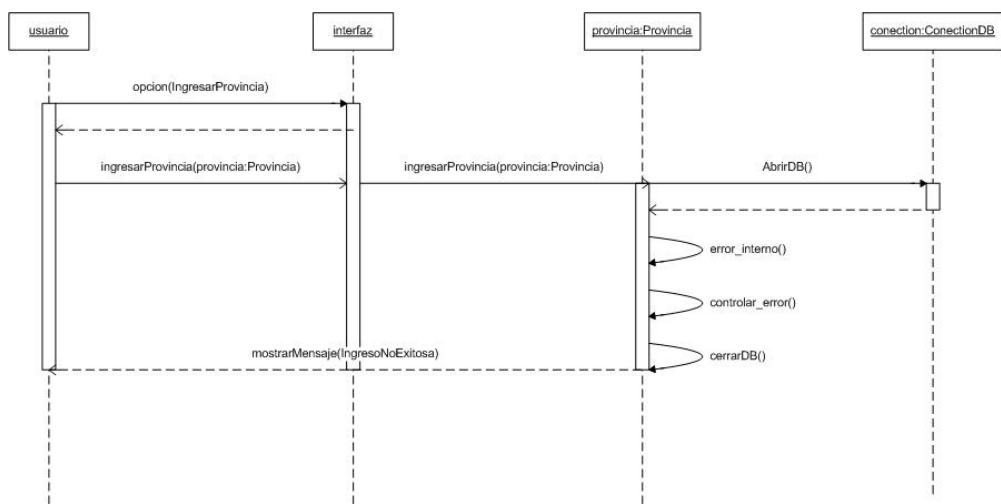 usuario
interfaz
provincia:Provincia
conection:ConectionDB
opcion(IngresarProvincia)
ingresarProvincia(provincia:Provincia)
ingresarProvincia(provincia:Provincia)
AbrirDB()
error_interno()
controlar_error()
mostrarMensaje(IngresoNoExitosa)
cerrarDB()